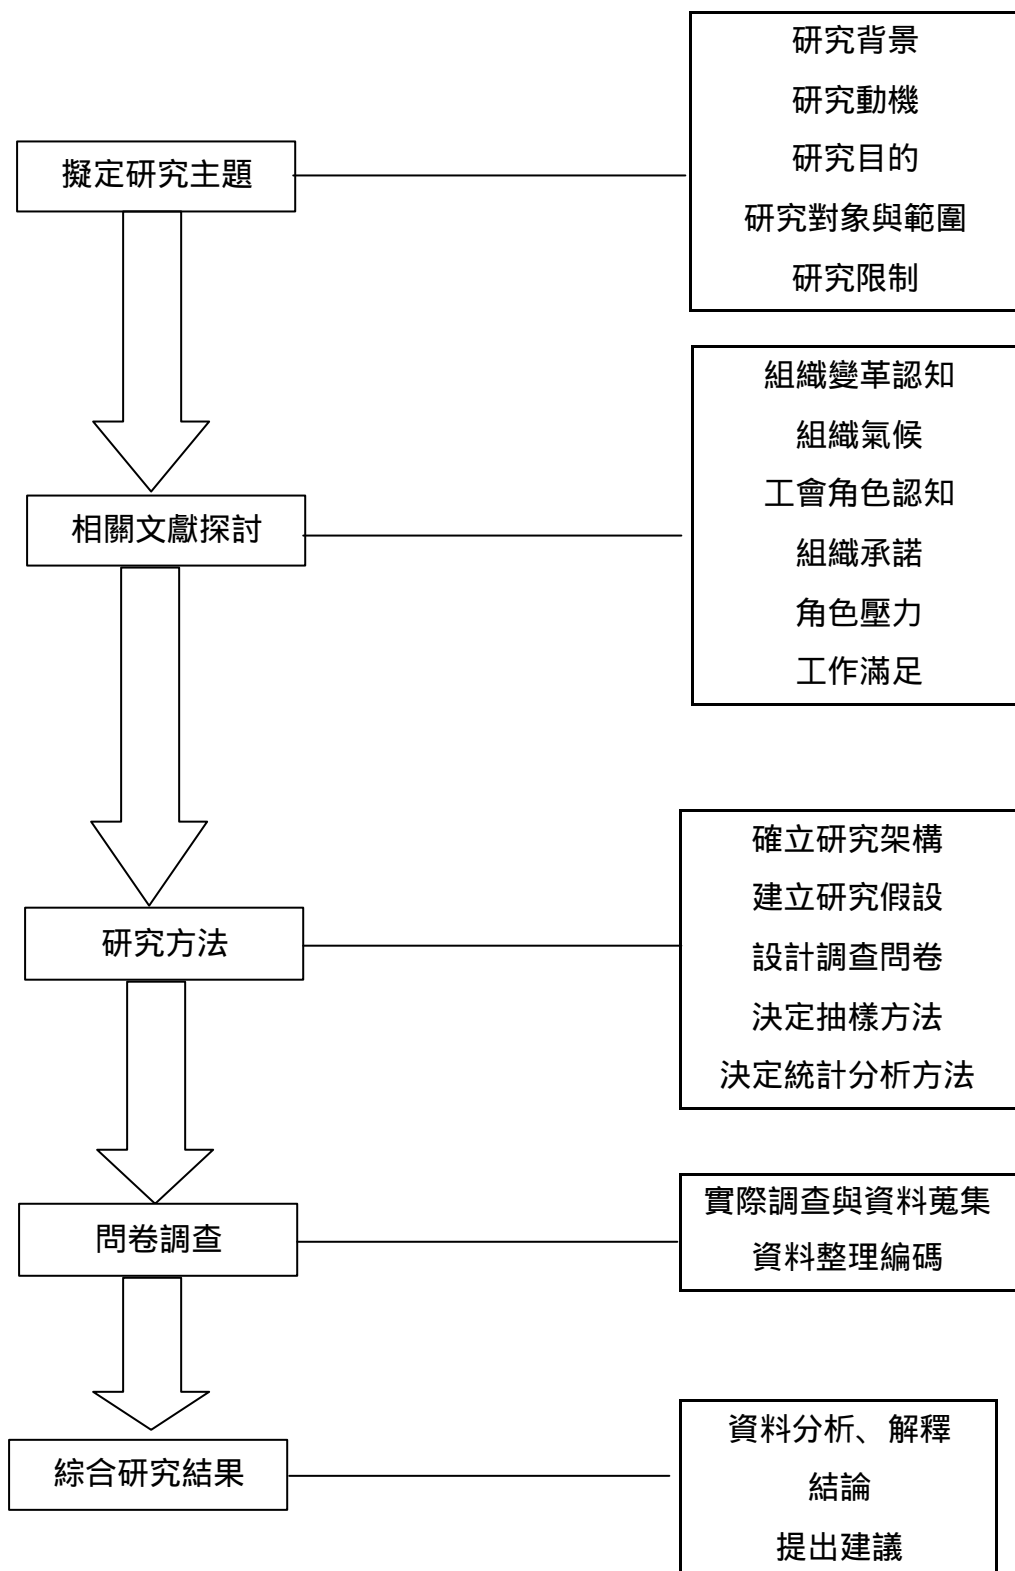 擬定研究主題
研究背景
研究動機
研究目的
研究對象與範圍
研究限制
相關文獻探討
組織變革認知
組織氣候
工會角色認知
組織承諾
角色壓力
工作滿足
研究方法
確立研究架構
建立研究假設
設計調查問卷
決定抽樣方法
決定統計分析方法
問卷調查
實際調查與資料蒐集
資料整理編碼
綜合研究結果
資料分析、解釋
結論
提出建議